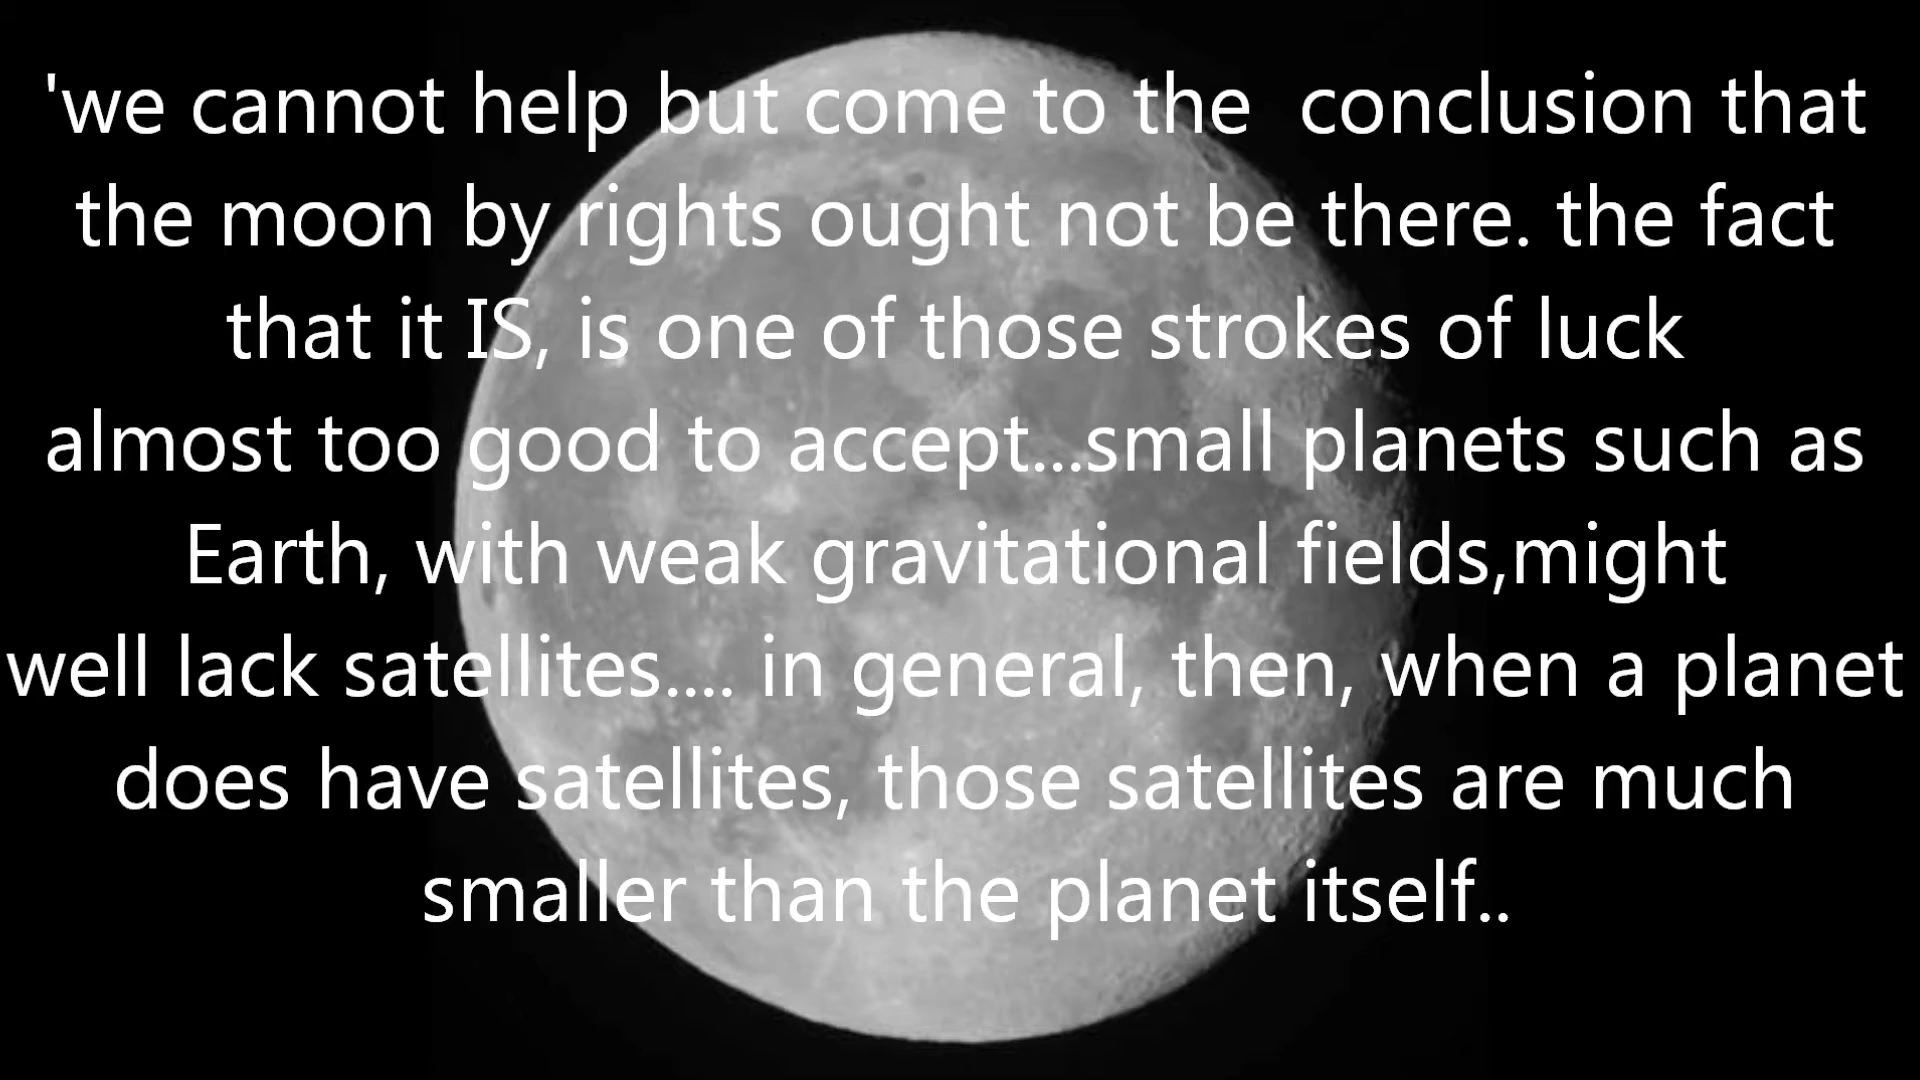 'we cannot help but come to the  conclusion that
the moon by rights ought not be there. the fact
that it IS, is one of those strokes of luck
almost too good to accept...small planets such as
Earth, with weak gravitational fields,might
well lack satellites.... in general, then, when a planet
does have satellites, those satellites are much
smaller than the planet itself..